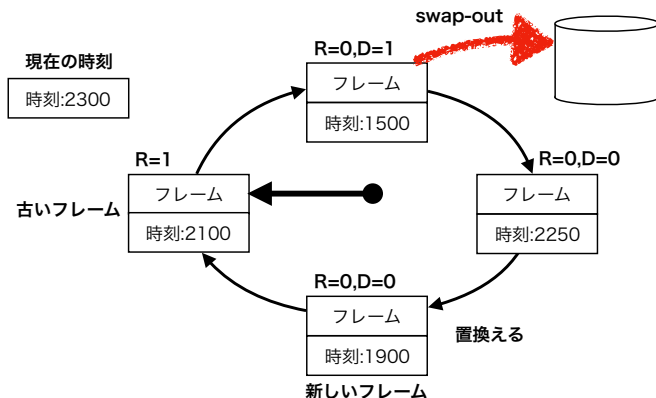 swap-out
R=0,D=1
現在の時刻
フレーム
時刻:2300
時刻:1500
R=1
R=0,D=0
フレーム
フレーム
古いフレーム
時刻:2100
時刻:2250
R=0,D=0
フレーム
置換える
時刻:1900
新しいフレーム